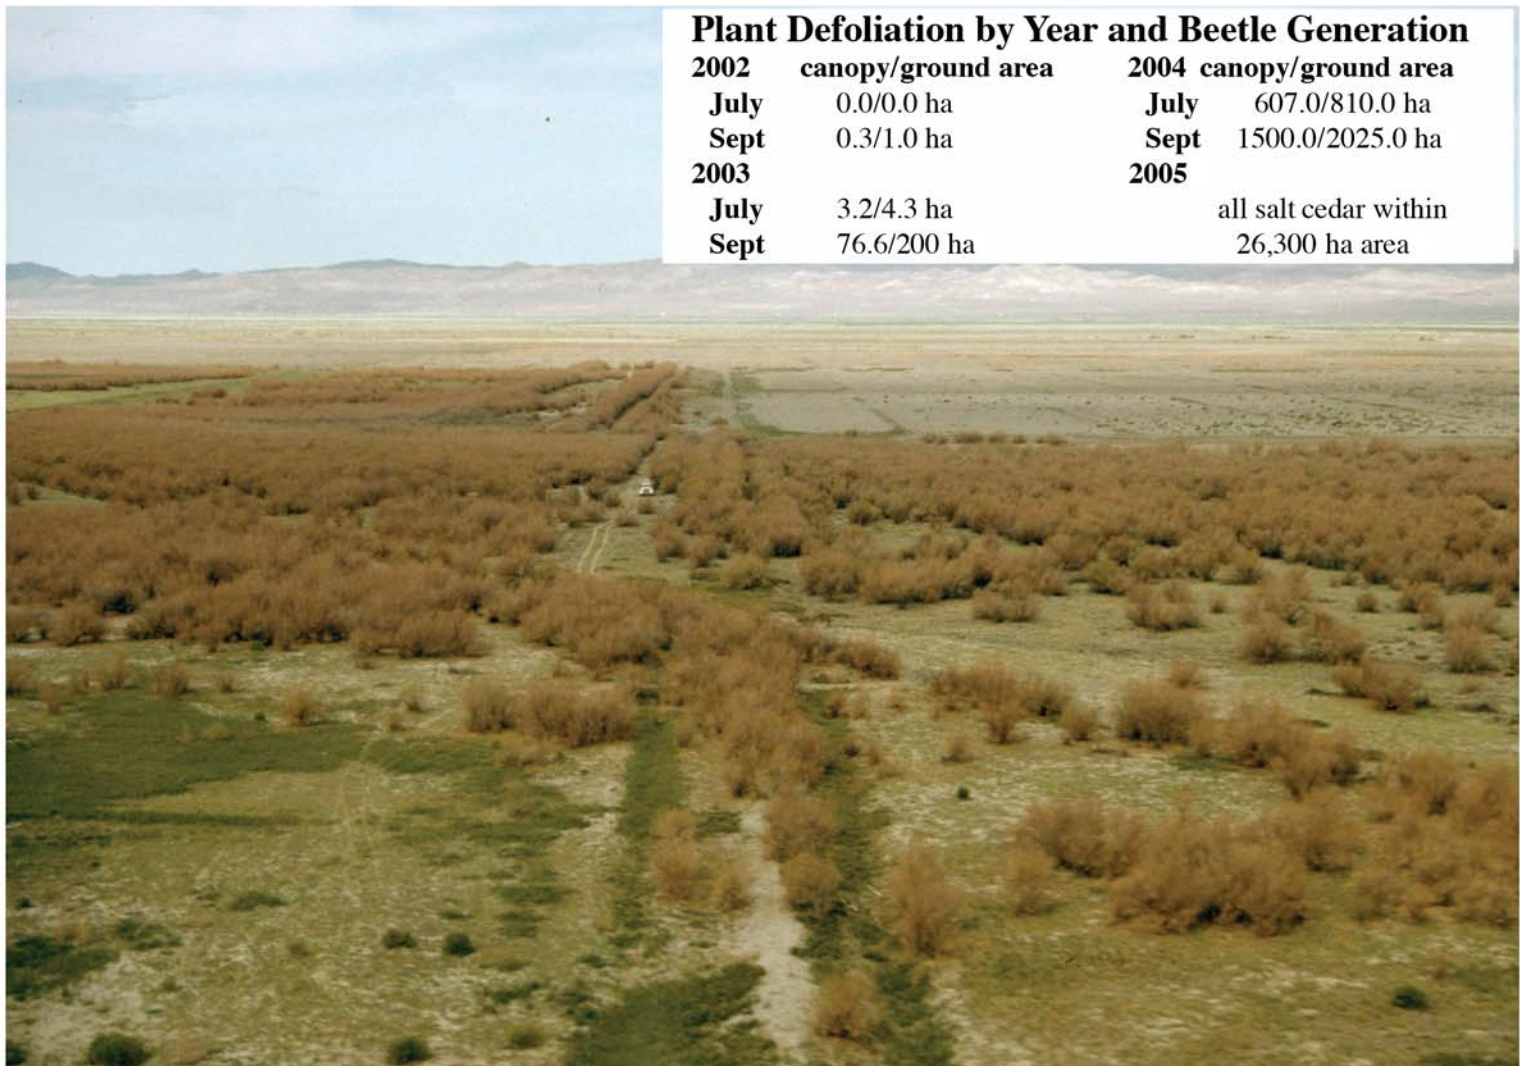 Plant Defoliation by Year and Beetle Generation
2002 canopy/ground area
July 0.0/0.0 ha
Sept 0.3/1.0 ha
2003
July 3.2/4.3 ha
Sept 76.6/200 ha
2004 canopy/ground area
July 607.0/810.0 ha
Sept 1500.0/2025.0 ha
2005
all salt cedar within
26,300 ha area